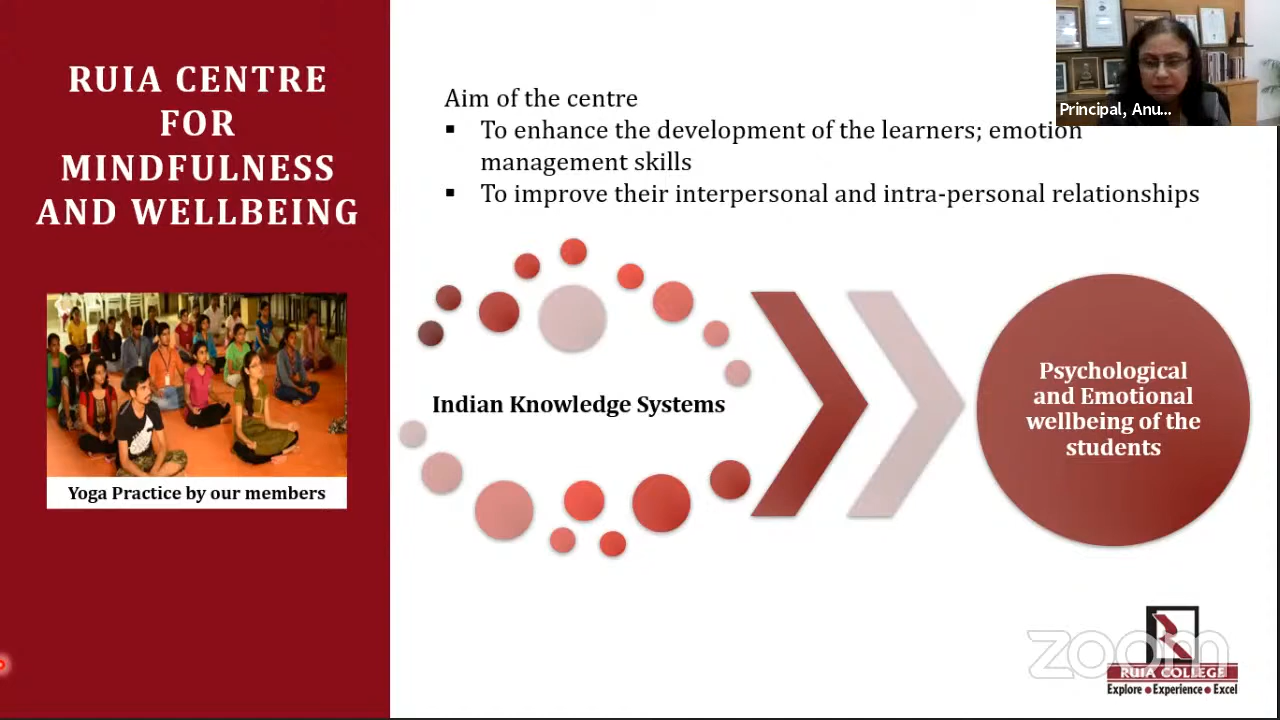 RUIA CENTRE
FOR
MINDFULNESS
AND WELLBEING
Yoga Practice by our members
Aim of the centre
▪ To enhance the development of the learners; emotion
management skills
▪ To improve their interpersonal and intra-personal relationships
Indian Knowledge Systems
Psychological
and Emotional
wellbeing of the
students
Principal, Anu...
zoom
R
RUIA COLLEGE
Explore ● Experience ● Excel